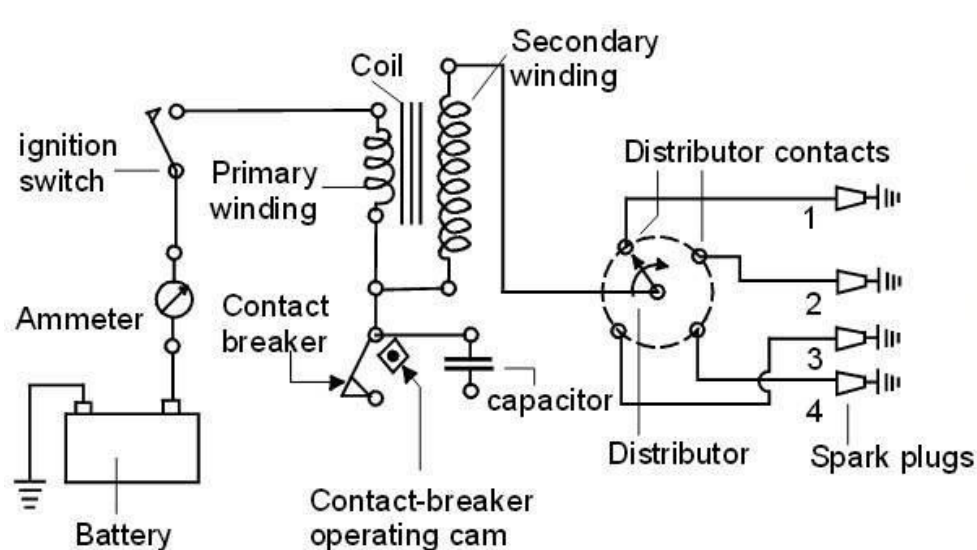 Secondary
winding
Coil
ignition
switch
Primary
winding
Distributor contacts
1
2
3
4
Ammeter
Contact
breaker
capacitor
Distributor
Spark plugs
Battery
Contact-breaker
operating cam